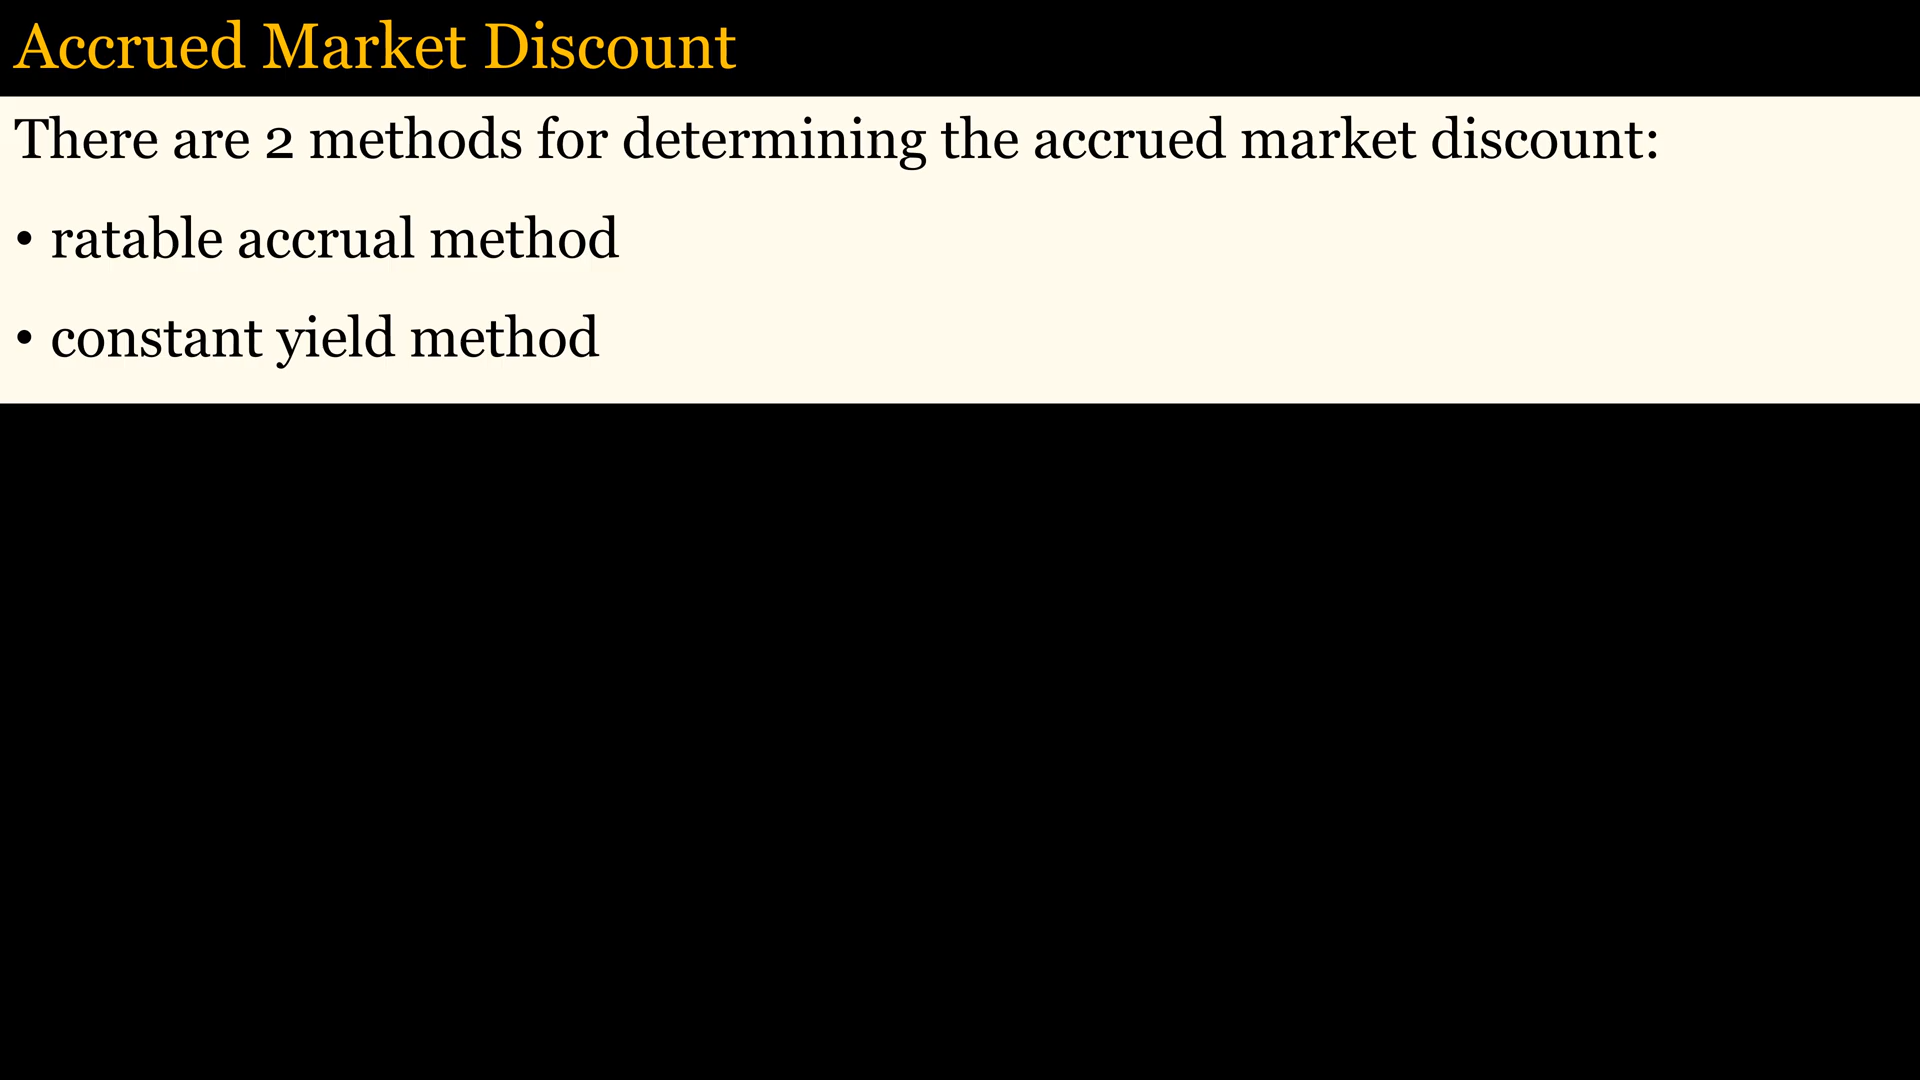 Accrued Market Discount
There are 2 methods for determining the accrued market discount:
• ratable accrual method
• constant yield method